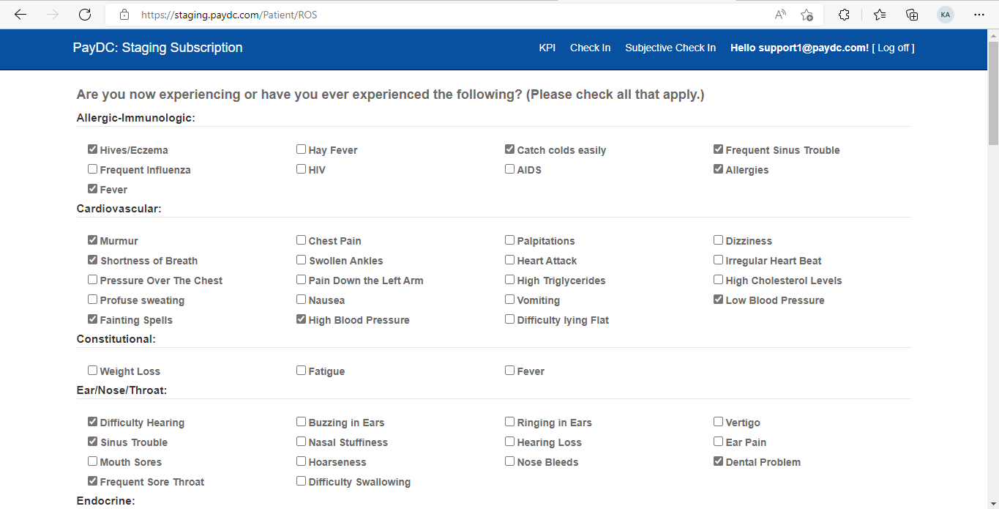 https://staging.paydc.com/Patient/ROS
KA
PayDC: Staging Subscription KPI Check In Subjective Check In Hello support1@paydc.com! [ Log off ]
Are you now experiencing or have you ever experienced the following? (Please check all that apply.)
Allergic-Immunologic:
Hives/Eczema Hay Fever Catch colds easily Frequent Sinus Trouble
Frequent Influenza HIV AIDS Allergies
Fever
Cardiovascular:
Murmur Chest Pain Palpitations Dizziness
Shortness of Breath Swollen Ankles Heart Attack Irregular Heart Beat
Pressure Over The Chest Pain Down the Left Arm High Triglycerides High Cholesterol Levels
Profuse sweating Nausea Vomiting Low Blood Pressure
Fainting Spells High Blood Pressure Difficulty lying Flat
Constitutional:
Weight Loss Fatigue Fever
Ear/Nose/Throat:
Difficulty Hearing Buzzing in Ears Ringing in Ears Vertigo
Sinus Trouble Nasal Stuffiness Hearing Loss Ear Pain
Mouth Sores Hoarseness Nose Bleeds Dental Problem
Frequent Sore Throat Difficulty Swallowing
Endocrine: